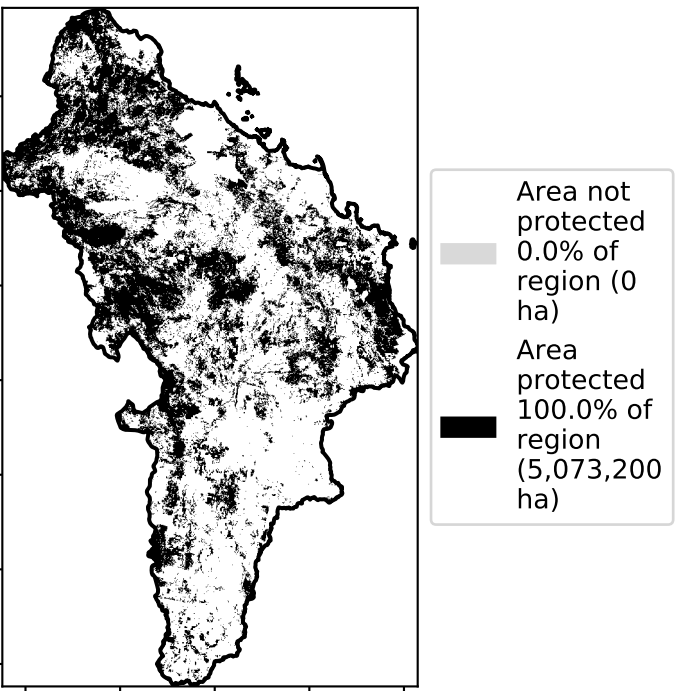 Area not
protected
0.0% of
region (0
ha)
Area
protected
100.0% of
region
(5,073,200
ha)